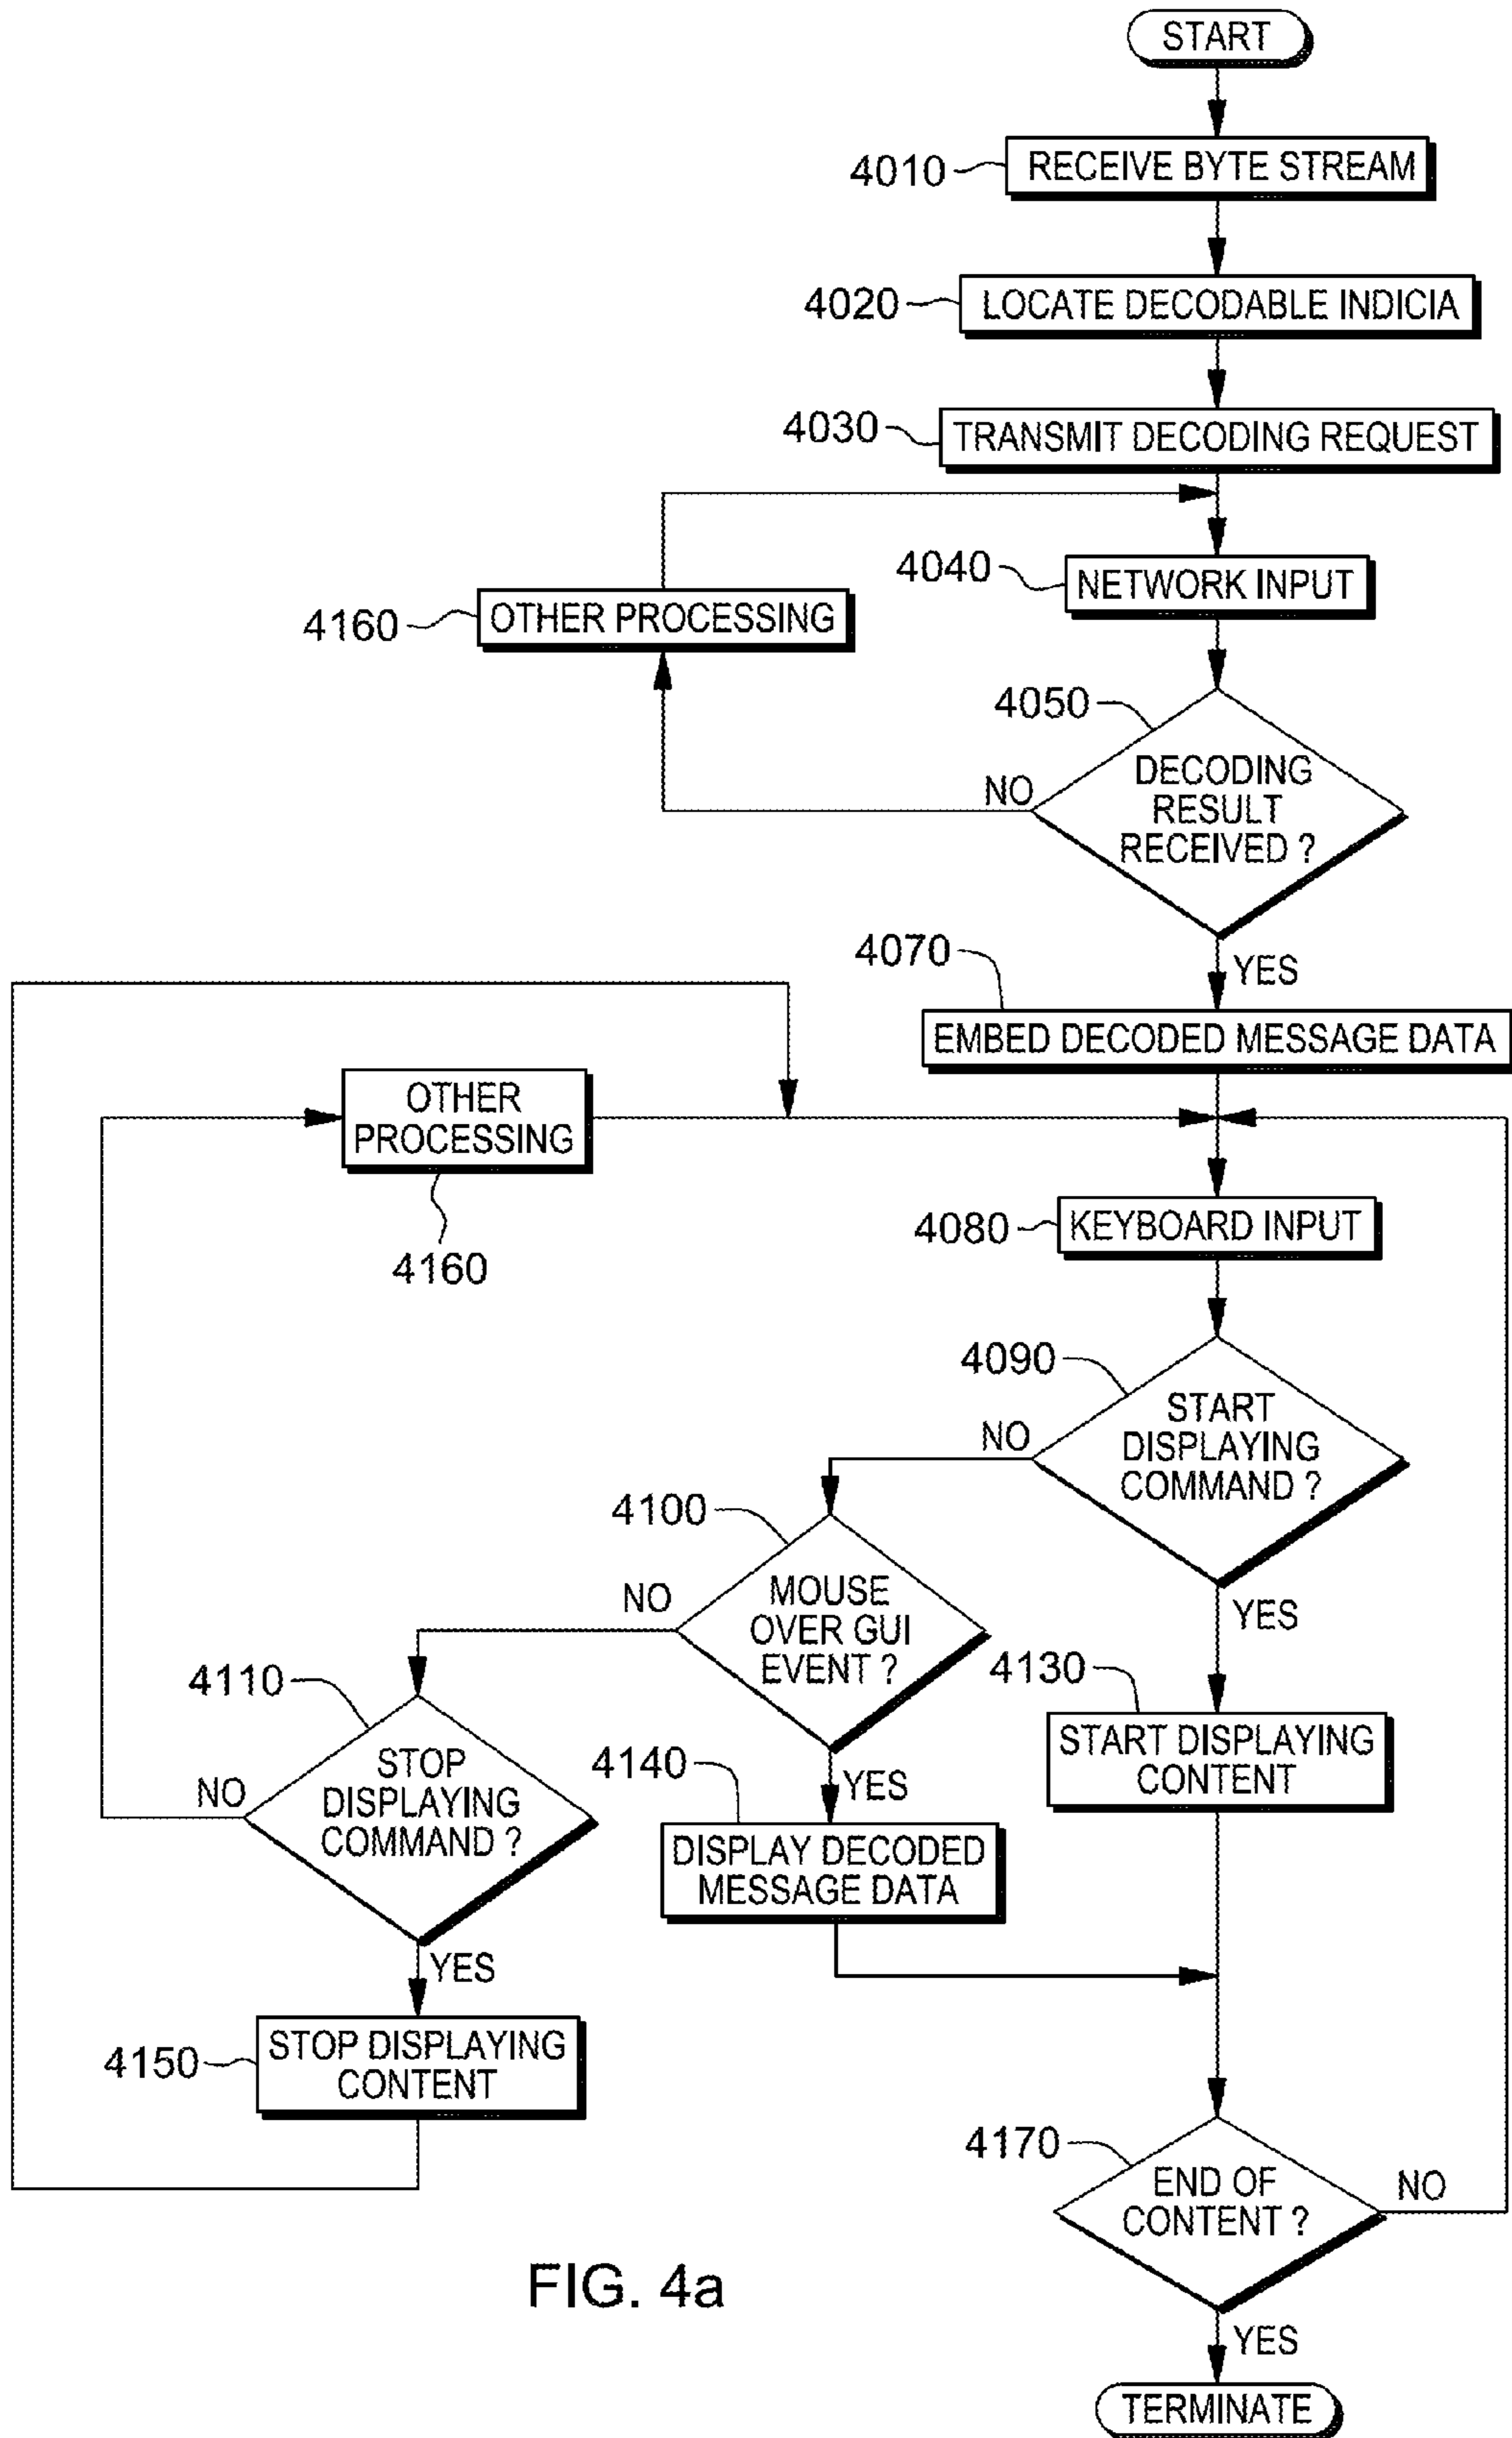 START
4010
RECEIVE BYTE STREAM
4020
LOCATE DECODABLE INDICIA
4030
TRANSMIT DECODING REQUEST
4040
NETWORK INPUT
4160
OTHER PROCESSING
4050
DECODING
RESULT
RECEIVED ?
NO
YES
4070
EMBED DECODED MESSAGE DATA
OTHER
PROCESSING
4160
4080
KEYBOARD INPUT
4090
START
DISPLAYING
COMMAND ?
NO
YES
4100
MOUSE
OVER GUI
EVENT ?
NO
YES
4110
STOP
DISPLAYING
COMMAND ?
NO
YES
4130
START DISPLAYING
CONTENT
4140
DISPLAY DECODED
MESSAGE DATA
4150
STOP DISPLAYING
CONTENT
4170
END OF
CONTENT ?
NO
YES
TERMINATE
FIG. 4a